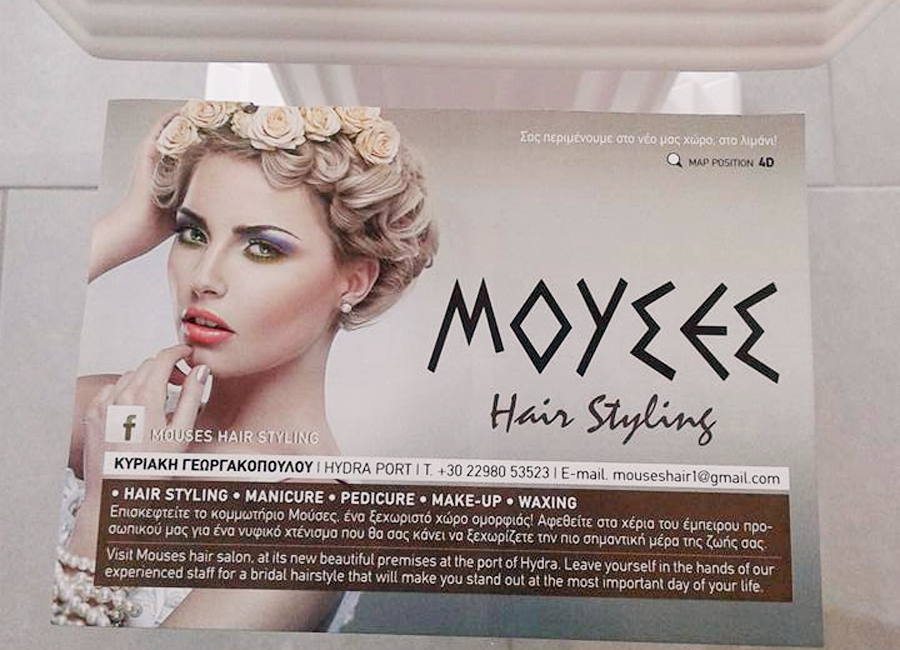 Σας περιμένουμε στο νέο μας χώρο, στο λιμάνι!
MAP POSITION 4D
ΜΟΥΣΕΣ
Hair Styling
f MOUSES HAIR STYLING
ΚΥΡΙΑΚΗ ΓΕΩΡΓΑΚΟΠΟΥΛΟΥ | HYDRA PORT | T. +30 22980 53523 | E-mail. mouseshair1@gmail.com
• HAIR STYLING • MANICURE • PEDICURE • MAKE-UP • WAXING
Επισκεφτείτε το κομμωτήριο Μούσες, ένα ξεχωριστό χώρο ομορφιάς! Αφεθείτε στα χέρια του έμπειρου προ-
σωπικού μας για ένα νυφικό χτένισμα που θα σας κάνει να ξεχωρίζετε την πιο σημαντική μέρα της ζωής σας.
Visit Mouses hair salon, at its new beautiful premises at the port of Hydra. Leave yourself in the hands of our
experienced staff for a bridal hairstyle that will make you stand out at the most important day of your life.